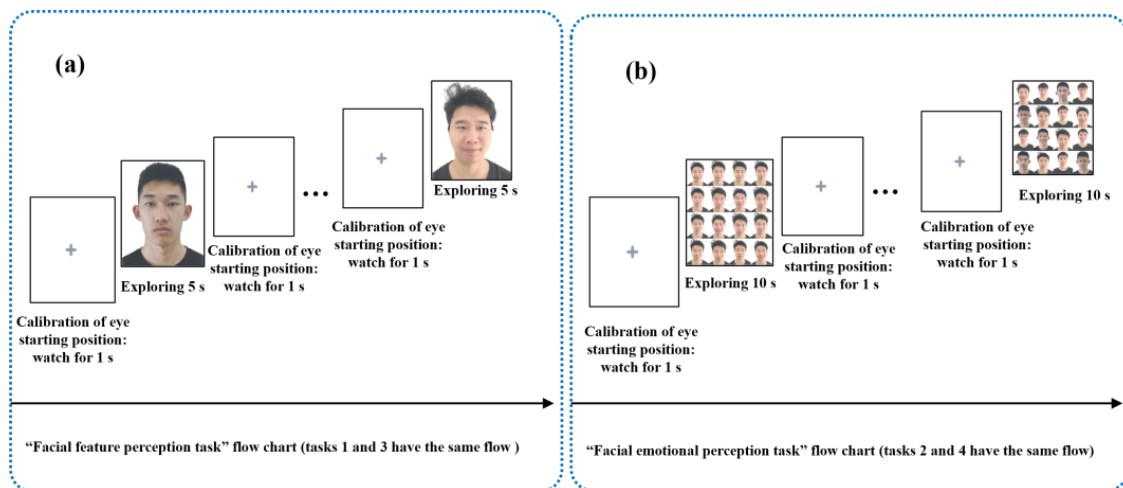 (a)
Exploring 5 s
Exploring 5 s
...
Calibration of eye
starting position:
watch for 1 s
Calibration of eye
starting position:
watch for 1 s
Calibration of eye
starting position:
watch for 1 s
“Facial feature perception task” flow chart (tasks 1 and 3 have the same flow )
(b)
Exploring 10 s
Exploring 10 s
...
Calibration of eye
starting position:
watch for 1 s
Calibration of eye
starting position:
watch for 1 s
Calibration of eye
starting position:
watch for 1 s
“Facial emotional perception task” flow chart (tasks 2 and 4 have the same flow)